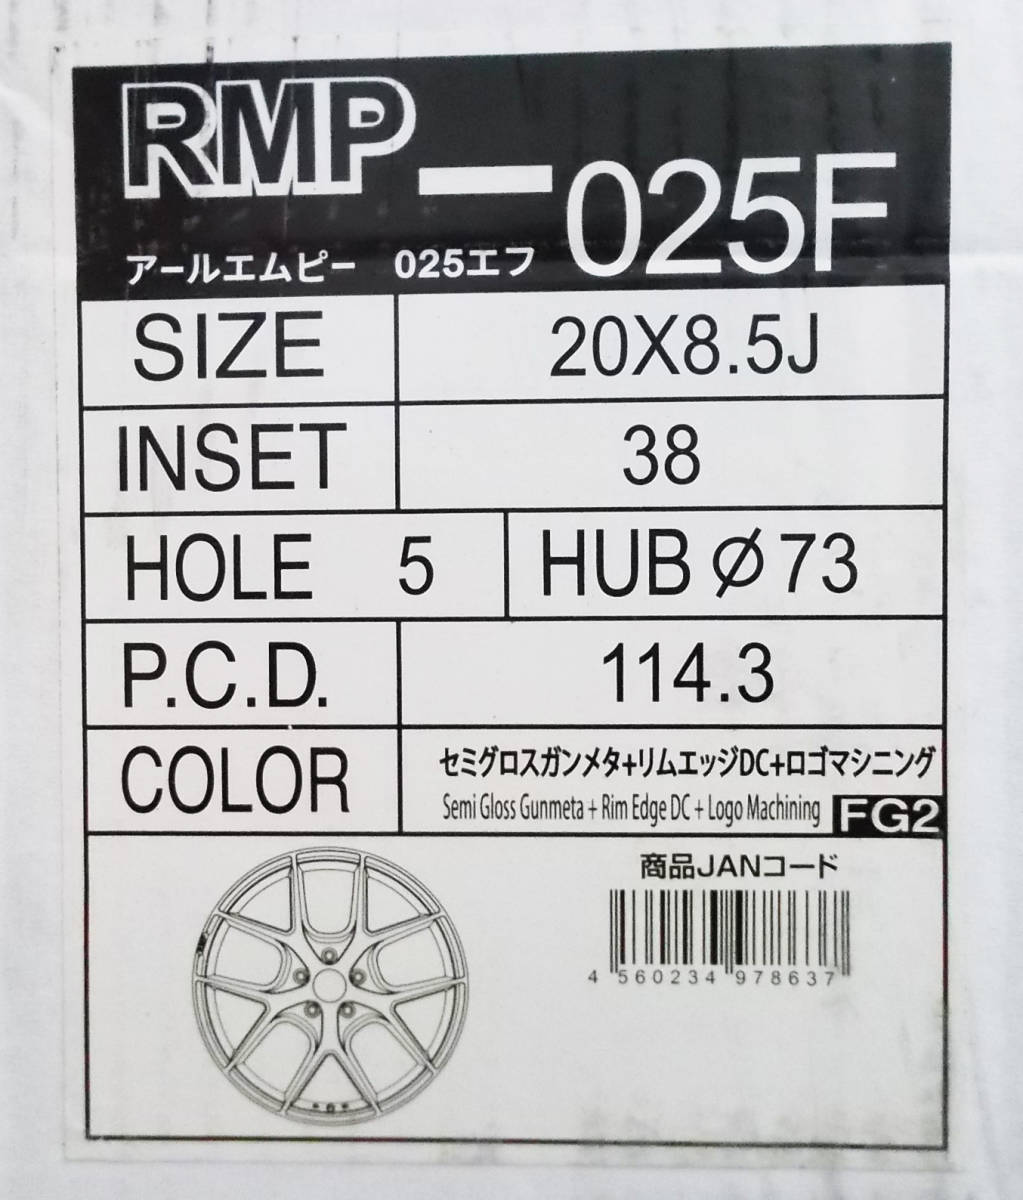 RMP-025F
アールエムピー 025エフ
SIZE 20X8.5J
INSET 38
HOLE 5 HUB Ø73
P.C.D. 114.3
COLOR セミグロスガンメタ+リムエッジDC+ロゴマシニング
Semi Gloss Gunmeta + Rim Edge DC + Logo Machining FG2
商品JANコード
4 560234 978637